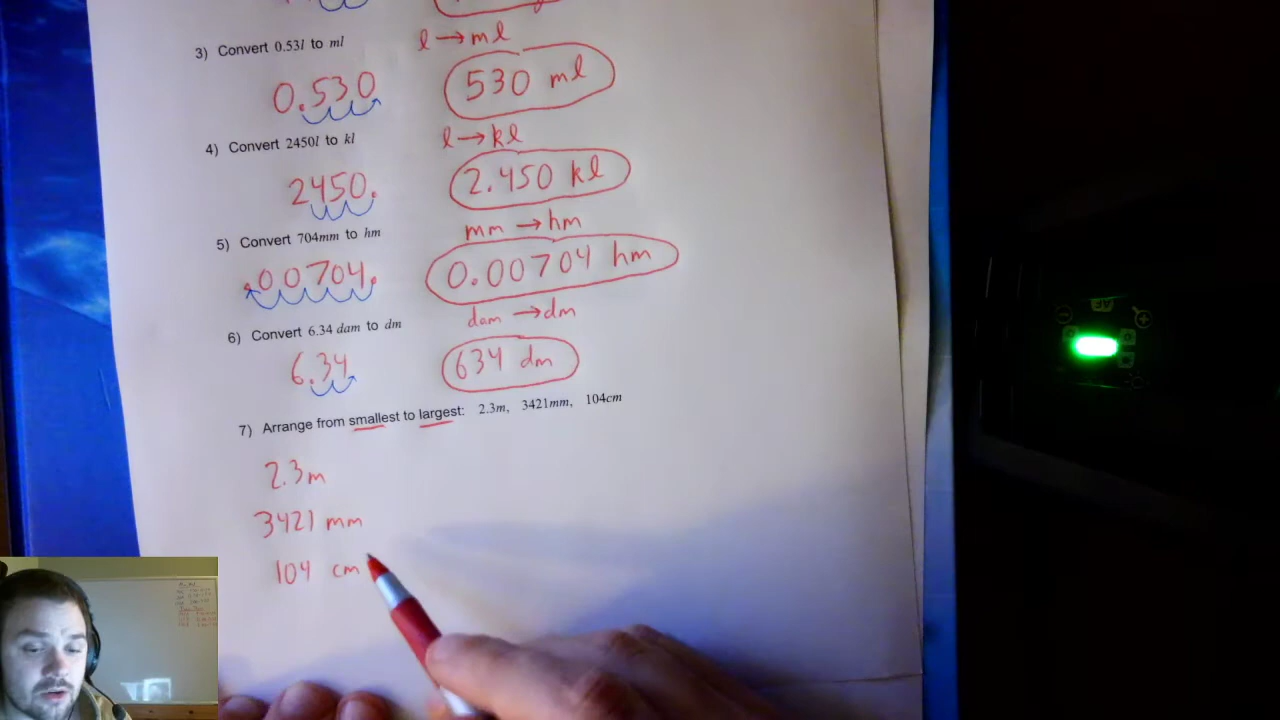 3) Convert 0.53l to ml
l → ml
0.530
530 ml
4) Convert 2450l to kl
l → kl
2450.
2.450 kl
5) Convert 704mm to hm
mm → hm
.00704.
0.00704 hm
6) Convert 6.34 dam to dm
dam → dm
6.34
634 dm
7) Arrange from smallest to largest: 2.3m, 3421mm, 104cm
2.3m
3421 mm
104 cm
AF